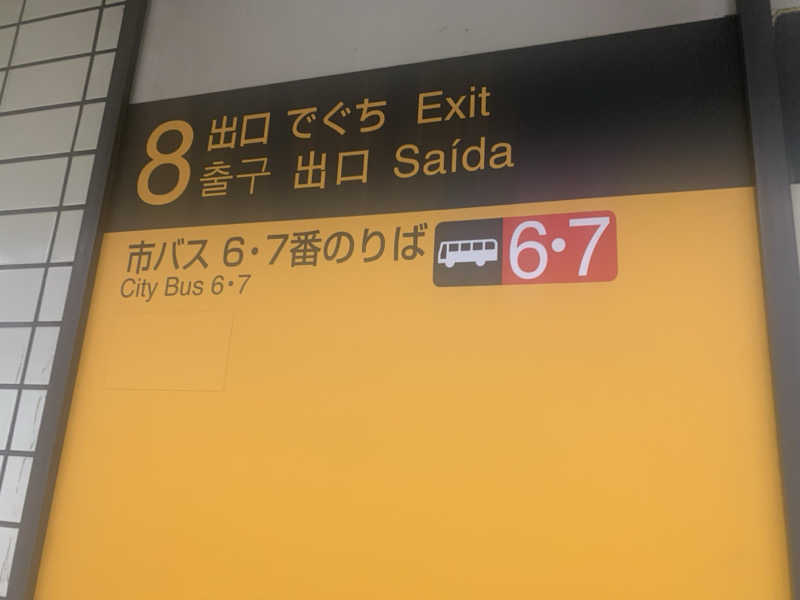 8 出口 でぐち Exit
출구 出口 Saída
市バス 6・7番のりば 6・7
City Bus 6・7